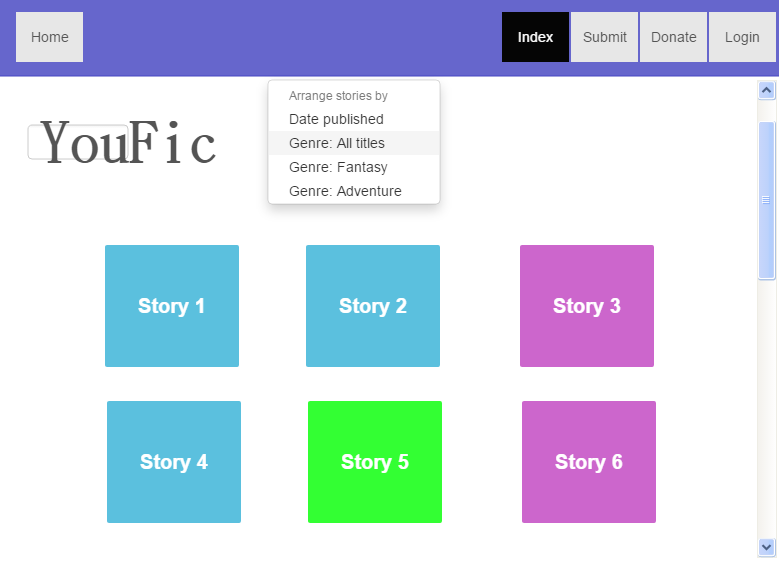 Home
Index
Submit
Donate
Login
Arrange stories by
Date published
Genre: All titles
Genre: Fantasy
Genre: Adventure
YouFic
Story 1
Story 2
Story 3
Story 4
Story 5
Story 6